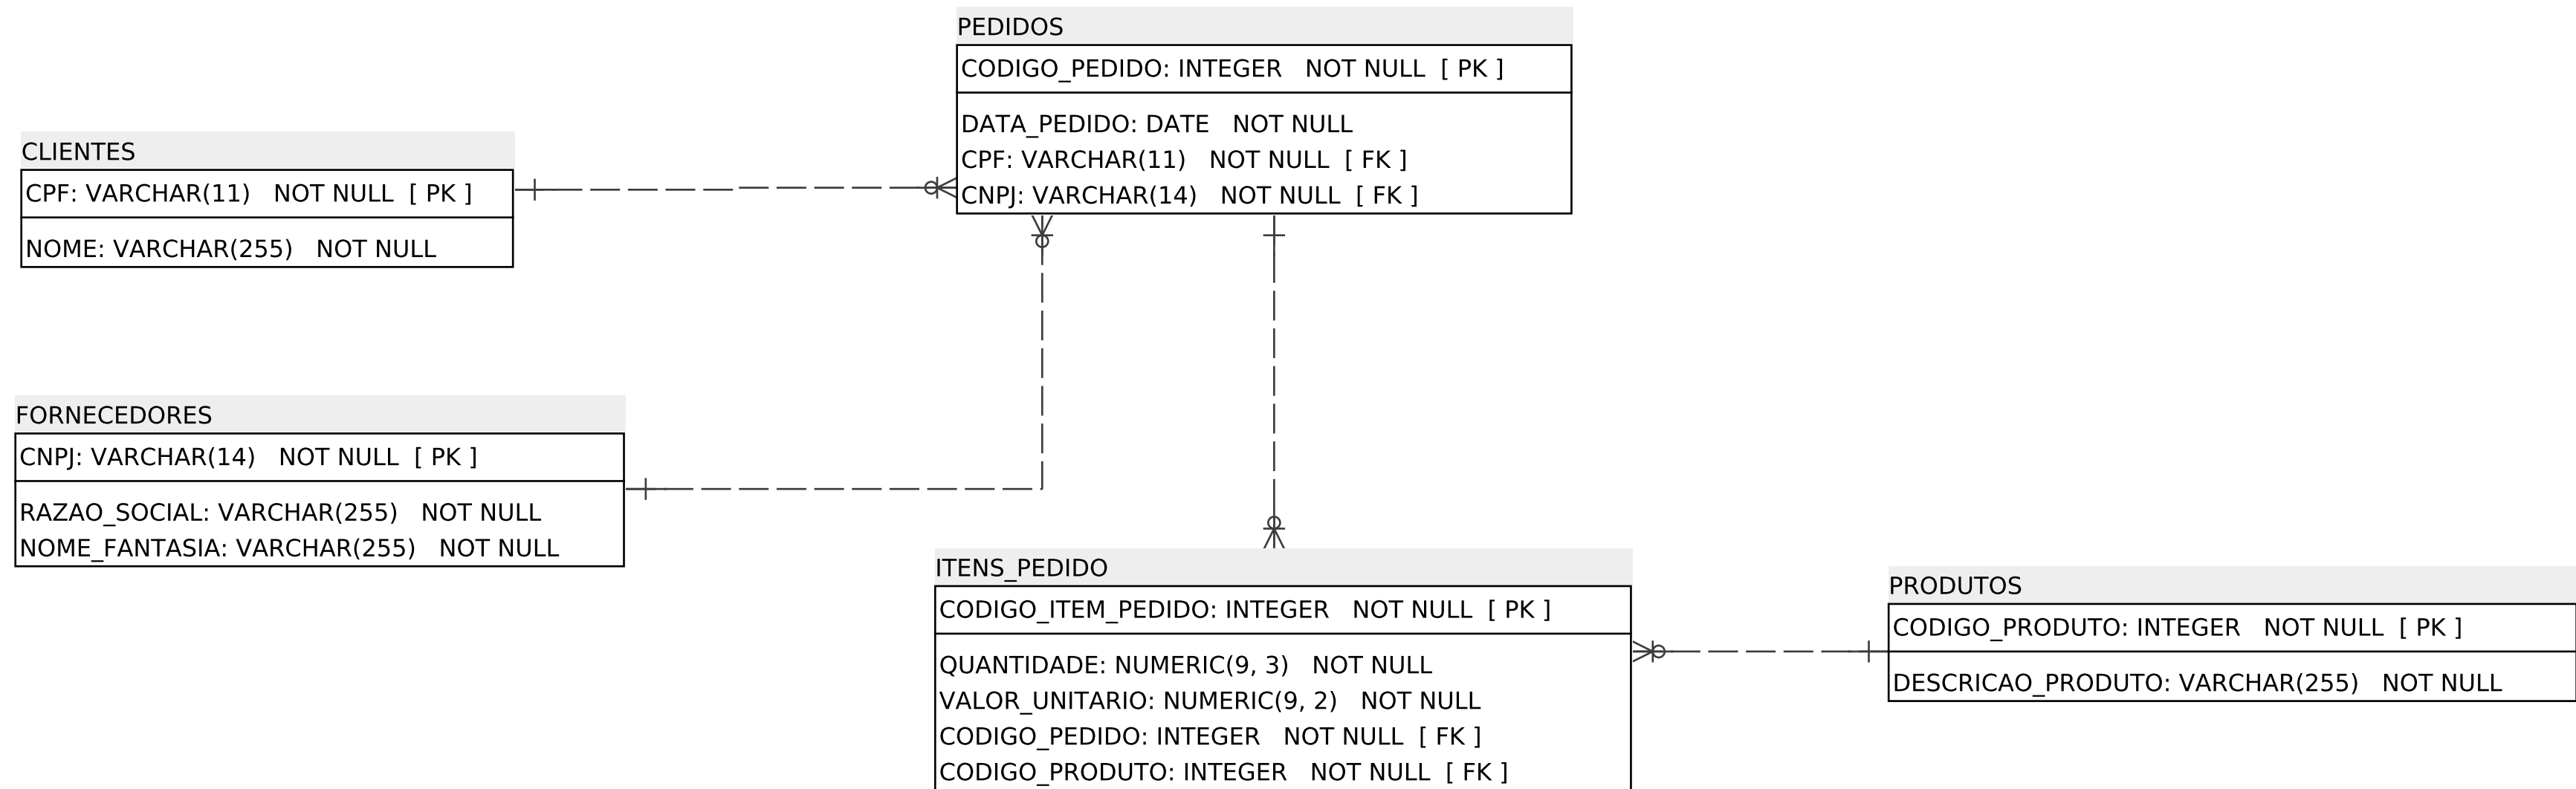 PEDIDOS
CODIGO_PEDIDO: INTEGER NOT NULL [ PK ]
DATA_PEDIDO: DATE NOT NULL
CPF: VARCHAR(11) NOT NULL [ FK ]
CNPJ: VARCHAR(14) NOT NULL [ FK ]
CLIENTES
CPF: VARCHAR(11) NOT NULL [ PK ]
NOME: VARCHAR(255) NOT NULL
FORNECEDORES
CNPJ: VARCHAR(14) NOT NULL [ PK ]
RAZAO_SOCIAL: VARCHAR(255) NOT NULL
NOME_FANTASIA: VARCHAR(255) NOT NULL
ITENS_PEDIDO
CODIGO_ITEM_PEDIDO: INTEGER NOT NULL [ PK ]
QUANTIDADE: NUMERIC(9, 3) NOT NULL
VALOR_UNITARIO: NUMERIC(9, 2) NOT NULL
CODIGO_PEDIDO: INTEGER NOT NULL [ FK ]
CODIGO_PRODUTO: INTEGER NOT NULL [ FK ]
PRODUTOS
CODIGO_PRODUTO: INTEGER NOT NULL [ PK ]
DESCRICAO_PRODUTO: VARCHAR(255) NOT NULL